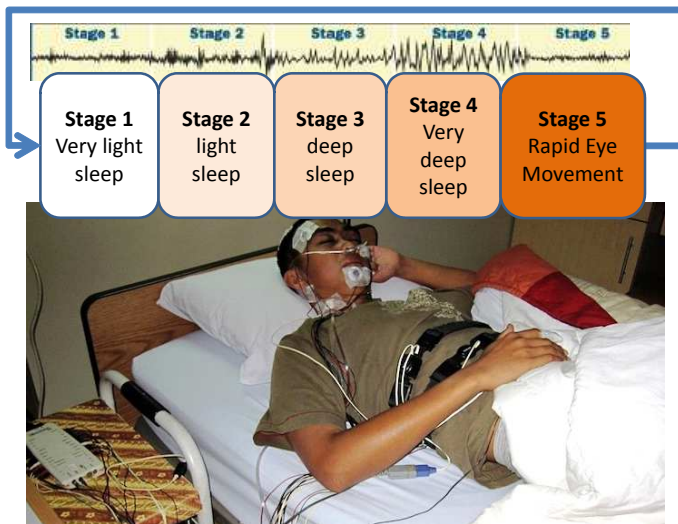 Stage 1
Stage 2
Stage 3
Stage 4
Stage 5
Stage 1
Very light
sleep
Stage 2
light
sleep
Stage 3
deep
sleep
Stage 4
Very
deep
sleep
Stage 5
Rapid Eye
Movement